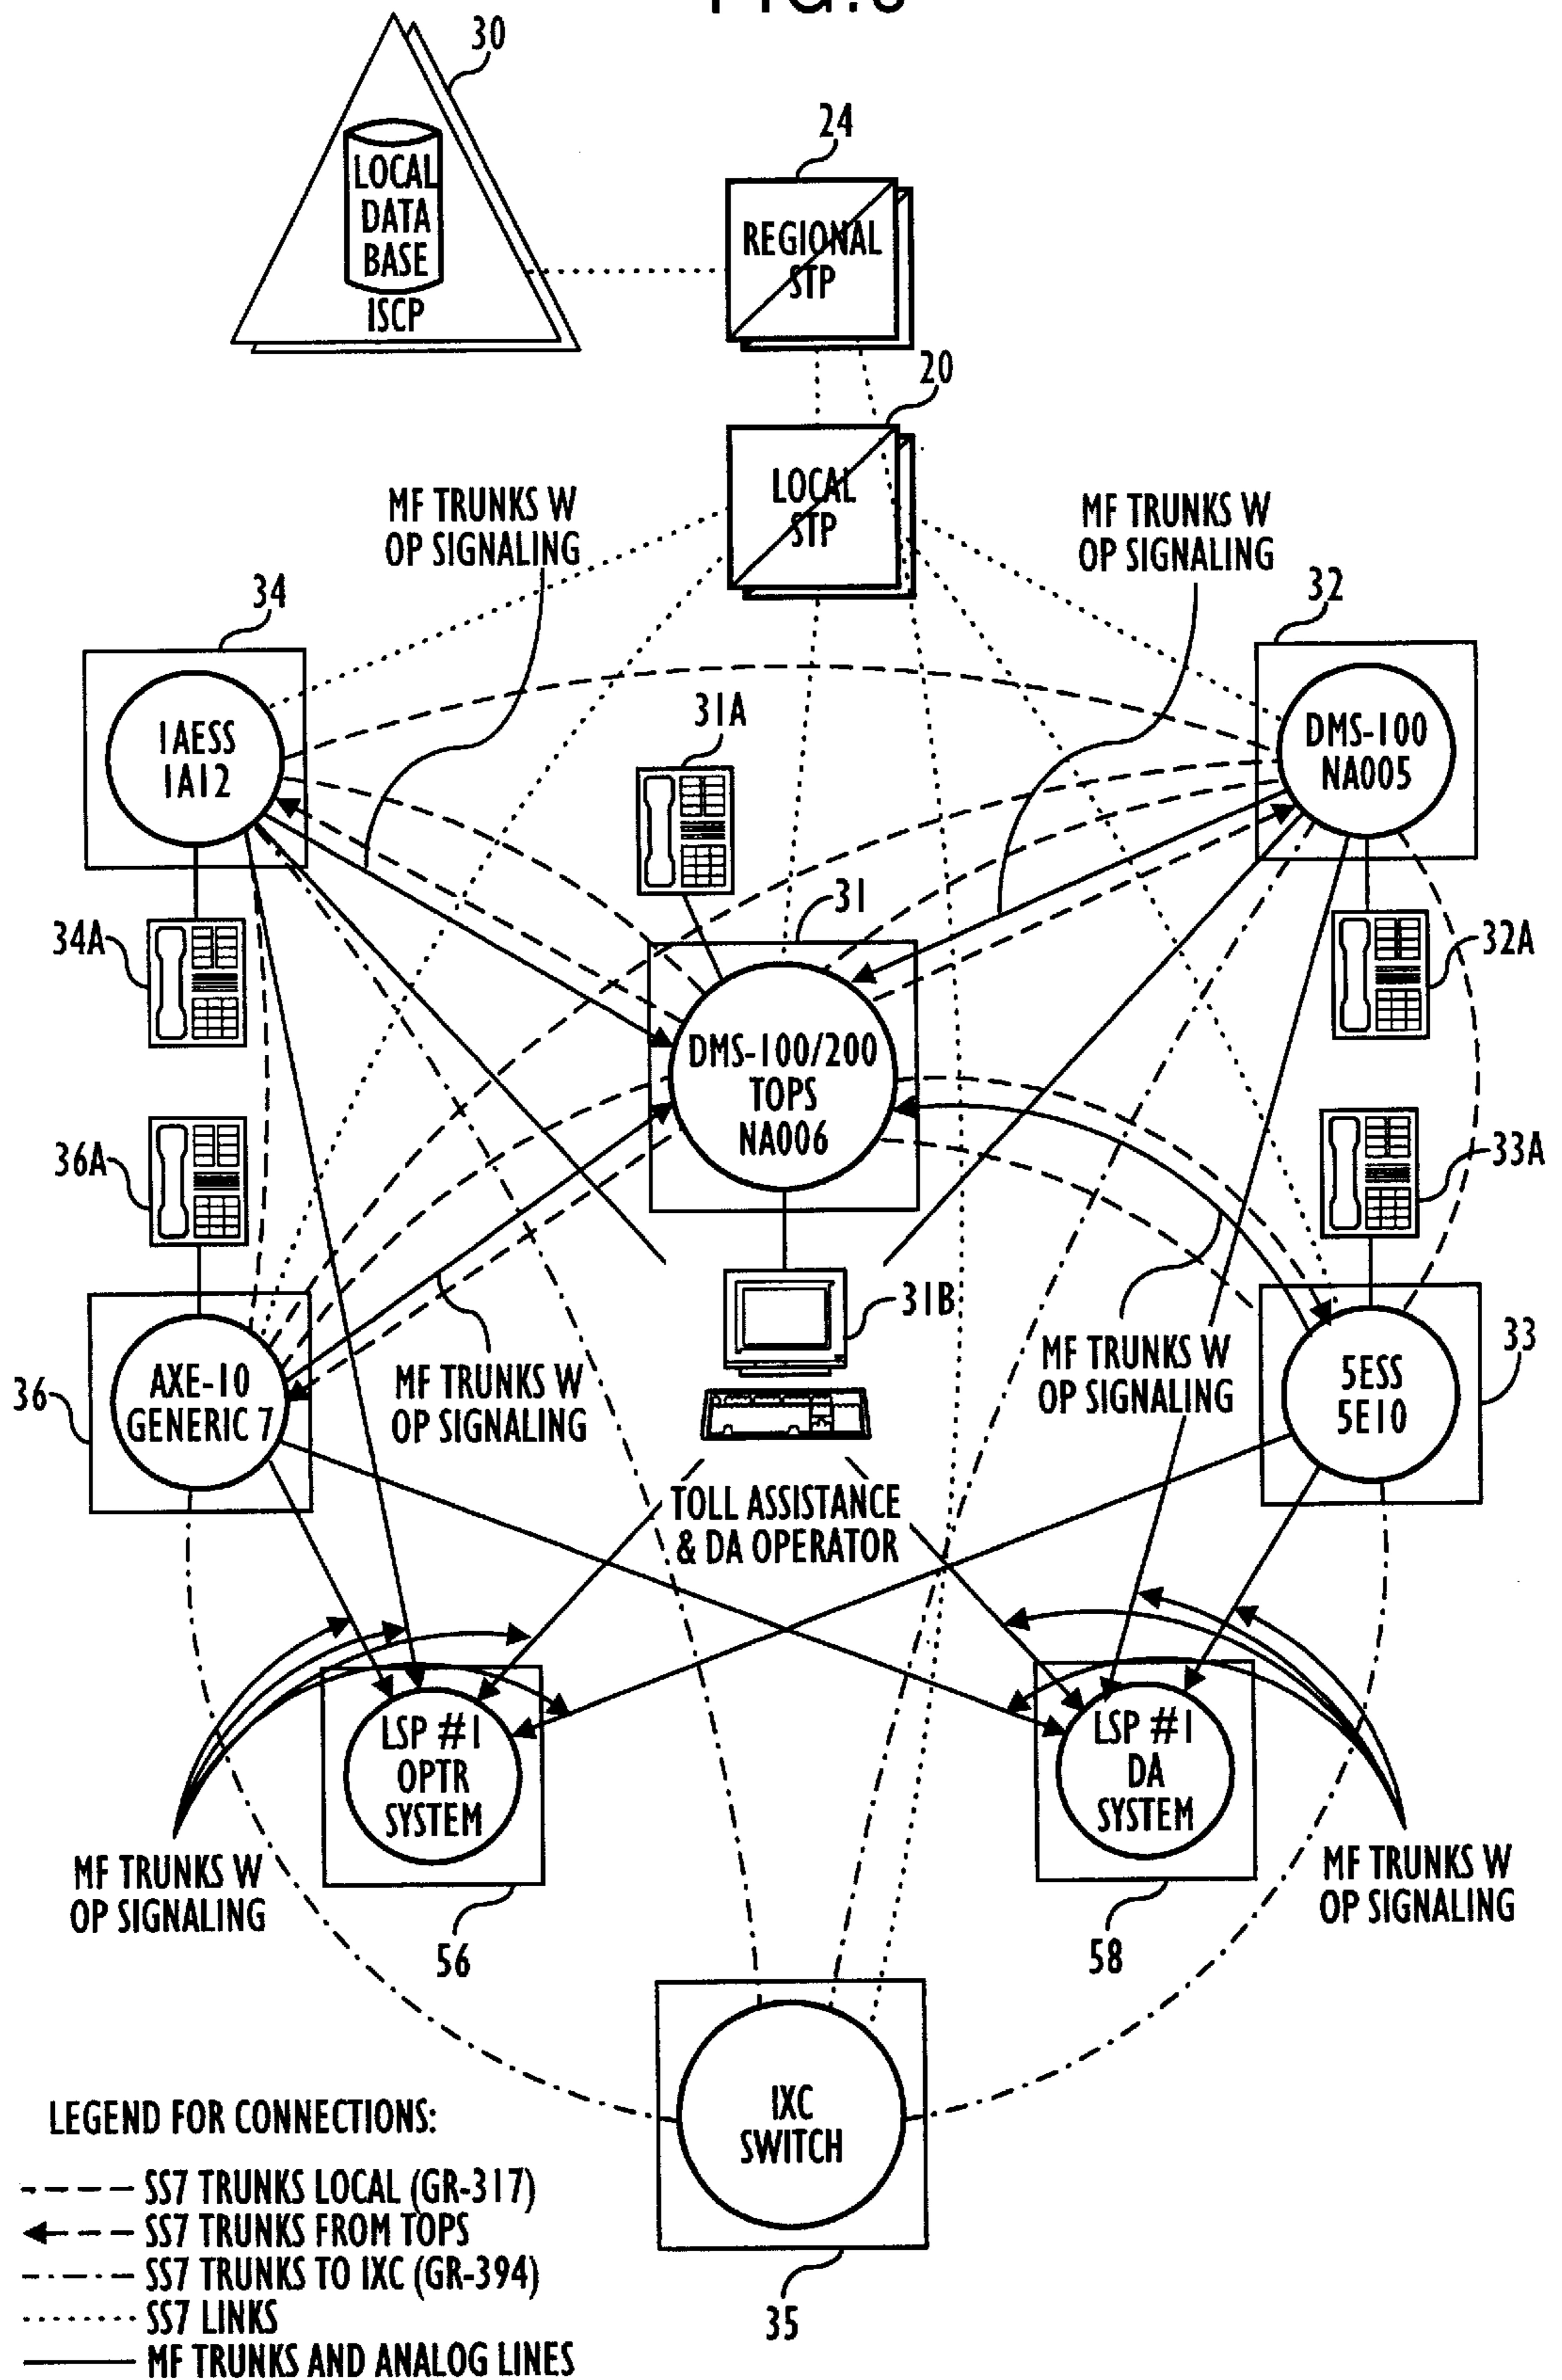 30
24
LOCAL
DATA
BASE
ISCP
REGIONAL
STP
20
LOCAL
STP
MF TRUNKS W
OP SIGNALING
MF TRUNKS W
OP SIGNALING
34
32
1AESS
1A12
31A
DMS-100
NA005
34A
31
32A
DMS-100/200
TOPS
NA006
36A
33A
31B
36
AXE-10
GENERIC 7
MF TRUNKS W
OP SIGNALING
MF TRUNKS W
OP SIGNALING
5ESS
5E10
33
TOLL ASSISTANCE
& DA OPERATOR
LSP #1
OPTR
SYSTEM
LSP #1
DA
SYSTEM
MF TRUNKS W
OP SIGNALING
56
58
MF TRUNKS W
OP SIGNALING
IXC
SWITCH
35
LEGEND FOR CONNECTIONS:
SS7 TRUNKS LOCAL (GR-317)
SS7 TRUNKS FROM TOPS
SS7 TRUNKS TO IXC (GR-394)
SS7 LINKS
MF TRUNKS AND ANALOG LINES